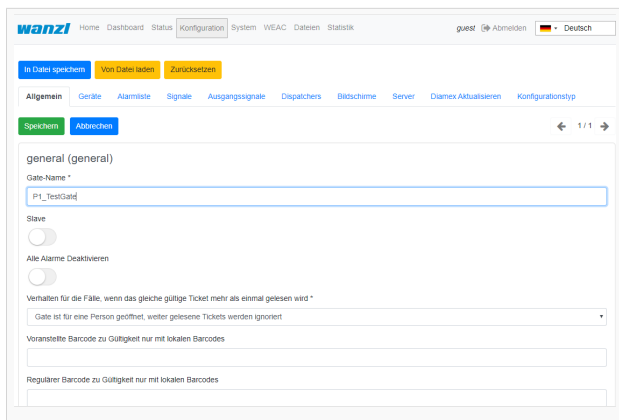 wanzl Home Dashboard Status Konfiguration System WEAC Dateien Statistik guest Abmelden Deutsch
In Datei speichern Von Datei laden Zurücksetzen
Allgemein Geräte Alarmliste Signale Ausgangssignale Dispatchers Bildschirme Server Diamex Aktualisieren Konfigurationstyp
Speichern Abbrechen 1 / 1
general (general)
Gate-Name *
P1_TestGate
Slave
Alle Alarme Deaktivieren
Verhalten für die Fälle, wenn das gleiche gültige Ticket mehr als einmal gelesen wird *
Gate ist für eine Person geöffnet, weiter gelesene Tickets werden ignoriert
Voranstellte Barcode zu Gültigkeit nur mit lokalen Barcodes
Regulärer Barcode zu Gültigkeit nur mit lokalen Barcodes